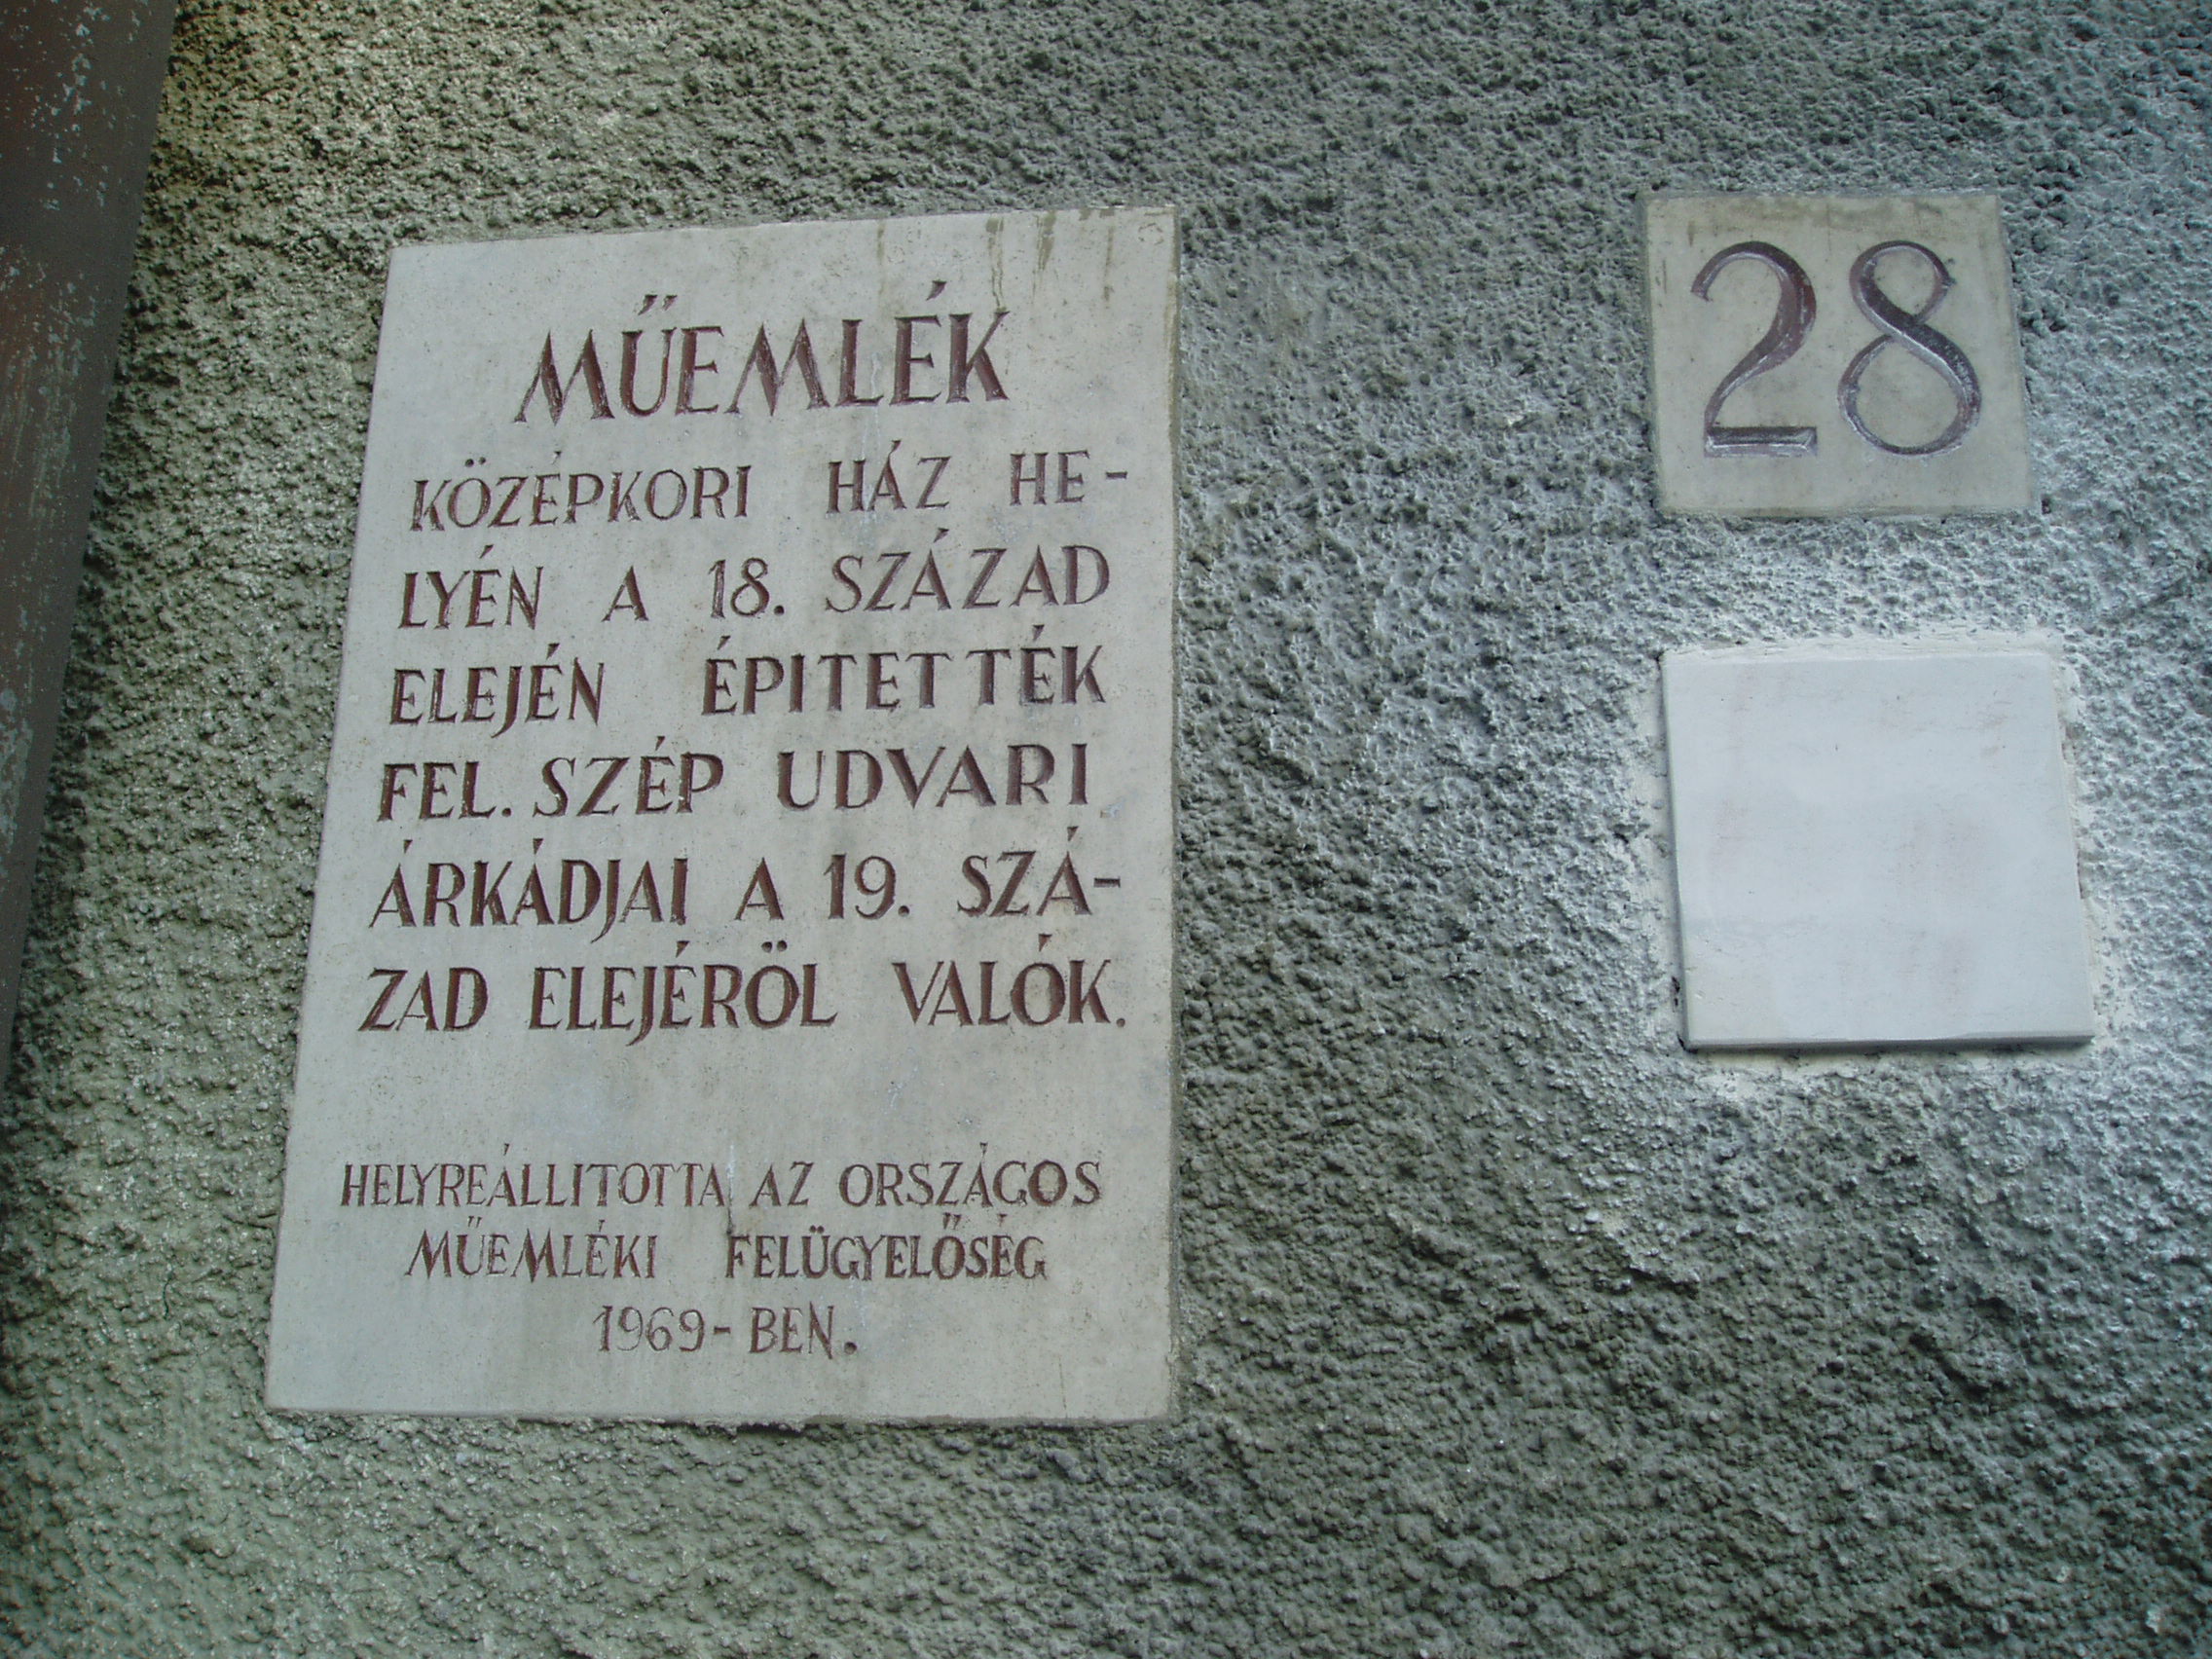 MŰEMLÉK
KÖZÉPKORI HÁZ HE-
LYÉN A 18. SZÁZAD
ELEJÉN ÉPITETTÉK
FEL. SZÉP UDVARI
ÁRKÁDJAI A 19. SZÁ-
ZAD ELEJÉRÖL VALÓK.
HELYREÁLLITOTTA AZ ORSZÁGOS
MŰEMLÉKI FELÜGYELŐSÉG
1969-BEN.
28